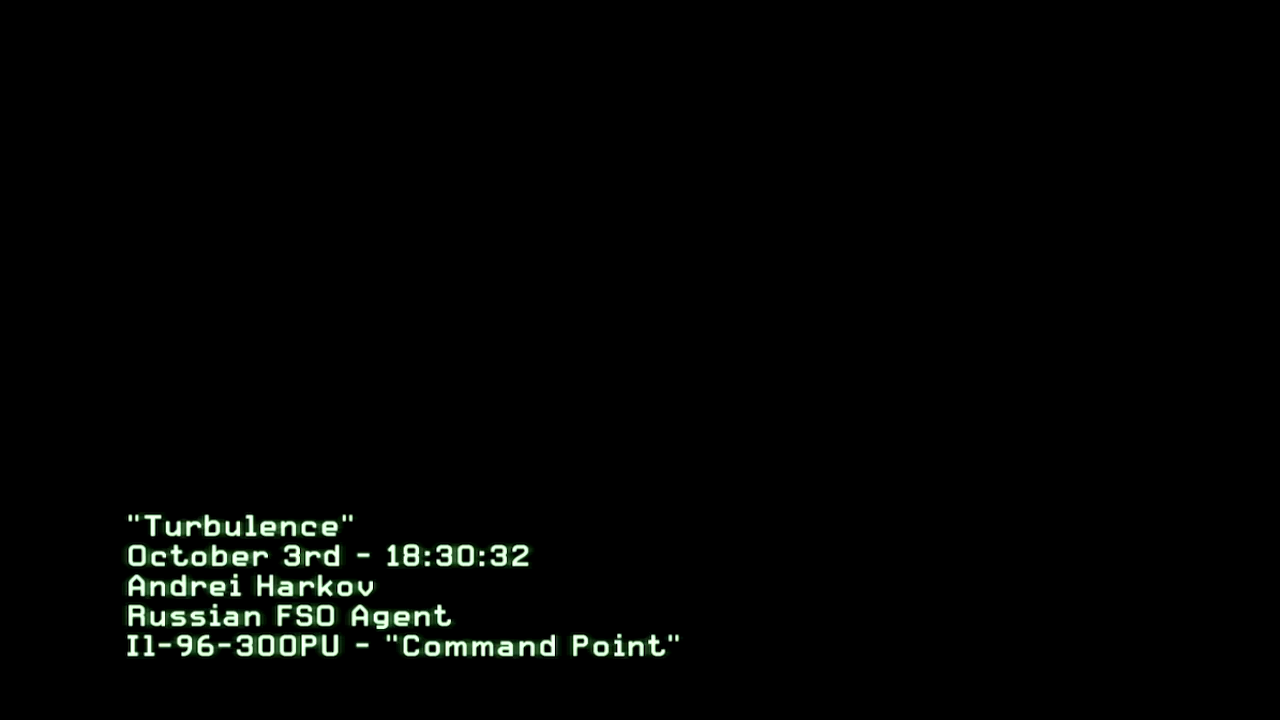 "Turbulence"
October 3rd - 18:30:32
Andrei Harkov
Russian FSO Agent
Il-96-300PU - "Command Point"